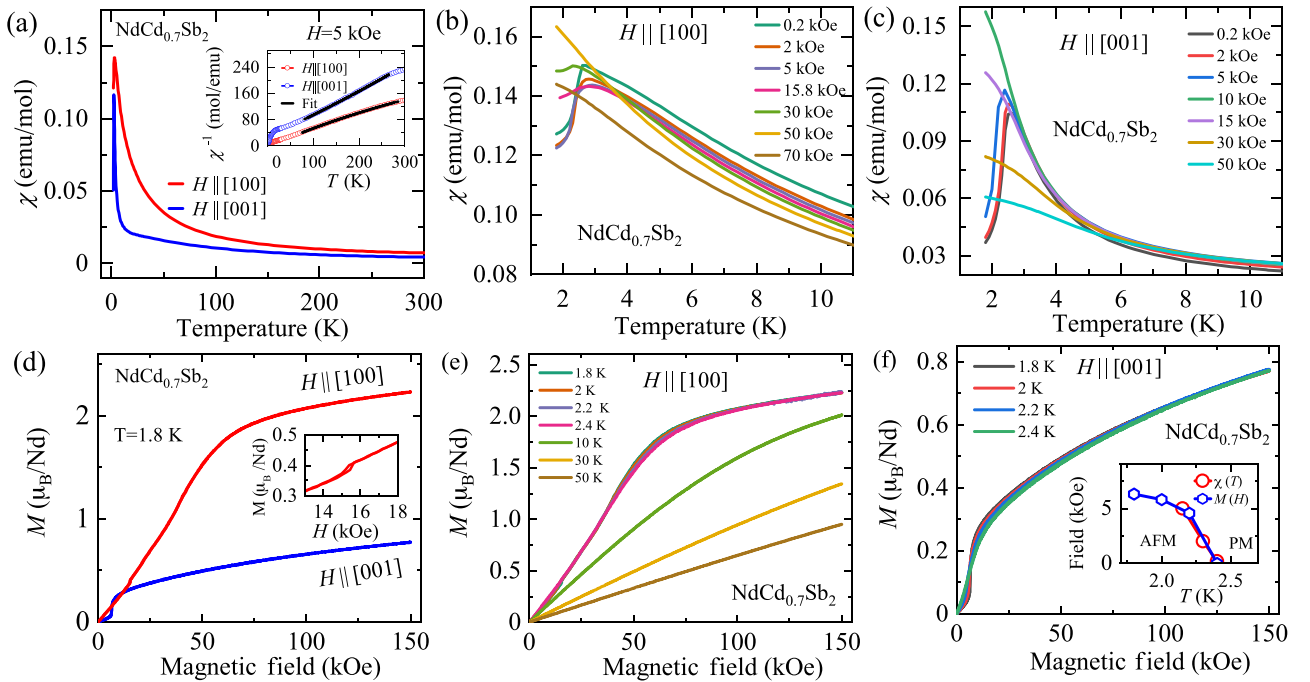 (a)
NdCd0.7Sb2
H=5 kOe
χ⁻¹ (mol/emu)
240
160
80
0
H||[100]
H||[001]
Fit
0
100
200
300
T (K)
χ (emu/mol)
0.15
0.10
0.05
0
H || [100]
H || [001]
0
100
200
300
Temperature (K)
(b)
H || [100]
0.2 kOe
2 kOe
5 kOe
15.8 kOe
30 kOe
50 kOe
70 kOe
χ (emu/mol)
0.16
0.14
0.12
0.10
0.08
NdCd0.7Sb2
2
4
6
8
10
Temperature (K)
(c)
H || [001]
0.2 kOe
2 kOe
5 kOe
10 kOe
15 kOe
30 kOe
50 kOe
NdCd0.7Sb2
χ (emu/mol)
0.15
0.12
0.09
0.06
0.03
2
4
6
8
10
Temperature (K)
(d)
NdCd0.7Sb2
H || [100]
T=1.8 K
M (μB/Nd)
2
1
0
M (μB /Nd)
0.5
0.4
0.3
14
16
18
H (kOe)
H || [001]
0
50
100
150
Magnetic field (kOe)
(e)
H || [100]
1.8 K
2 K
2.2 K
2.4 K
10 K
30 K
50 K
M (μB/Nd)
2.5
2.0
1.5
1.0
0.5
0
NdCd0.7Sb2
0
50
100
150
Magnetic field (kOe)
(f)
H || [001]
1.8 K
2 K
2.2 K
2.4 K
NdCd0.7Sb2
M (μB/Nd)
0.8
0.6
0.4
0.2
0.0
Field (kOe)
5
0
χ (T)
M (H)
AFM
PM
2.0
2.5
T (K)
0
50
100
150
Magnetic field (kOe)